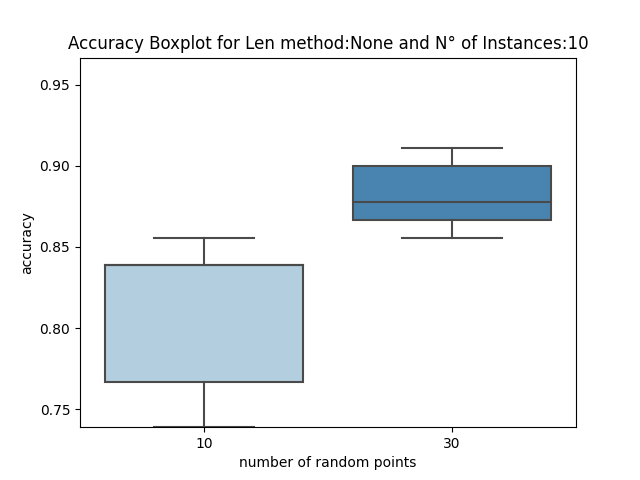 Accuracy Boxplot for Len method:None and N° of Instances:10
0.95
0.90
0.85
0.80
0.75
accuracy
10 30
number of random points